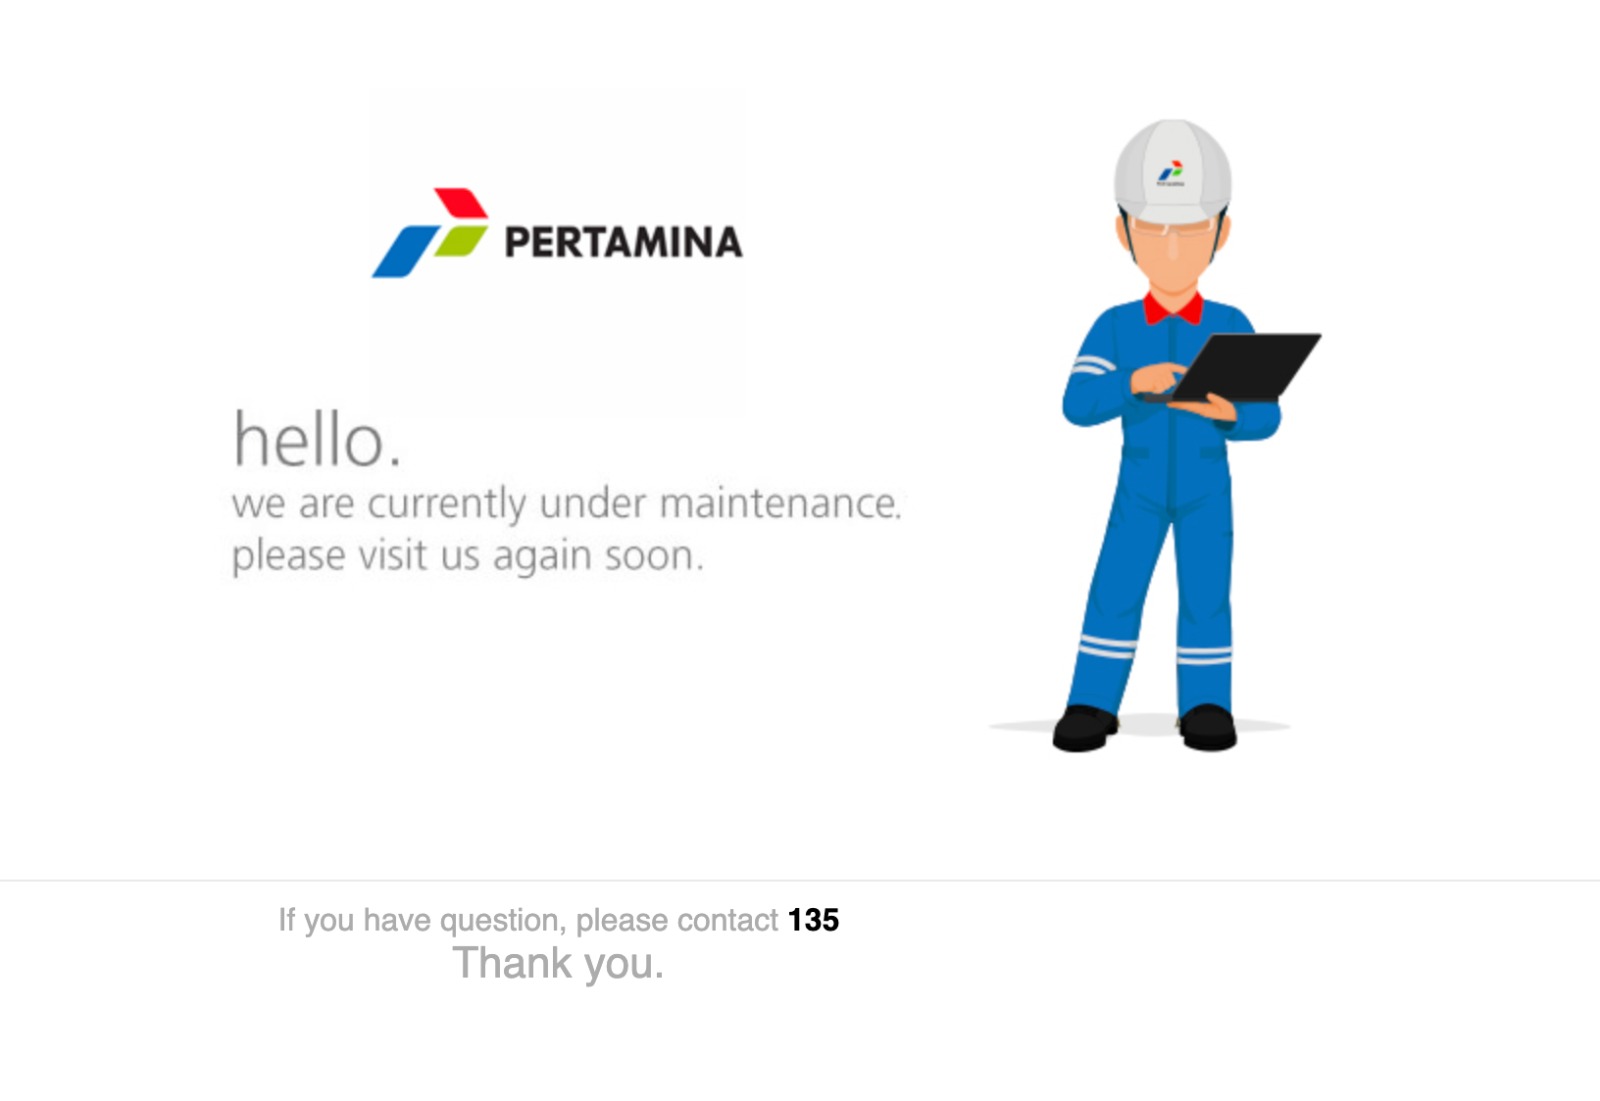 PERTAMINA
hello.
we are currently under maintenance.
please visit us again soon.
If you have question, please contact 135
Thank you.